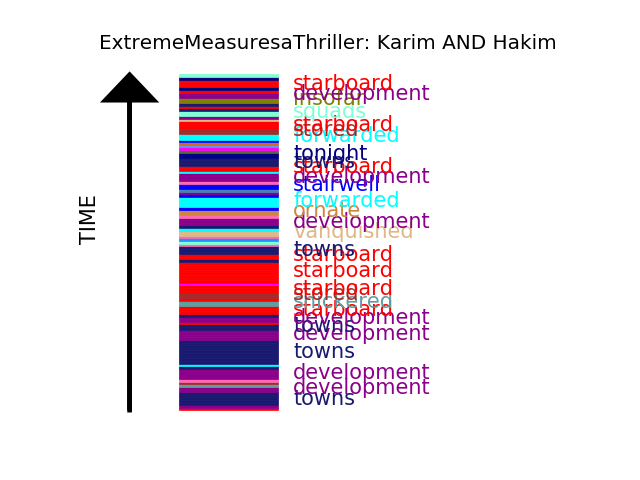 ExtremeMeasuresaThriller: Karim AND Hakim
starboard
development
insofar
squads
starboard
stored
forwarded
tonight
towns
starboard
development
stairwell
forwarded
ornate
development
vanquished
towns
starboard
starboard
starboard
stored
snickered
starboard
development
towns
development
towns
development
development
towns
TIME